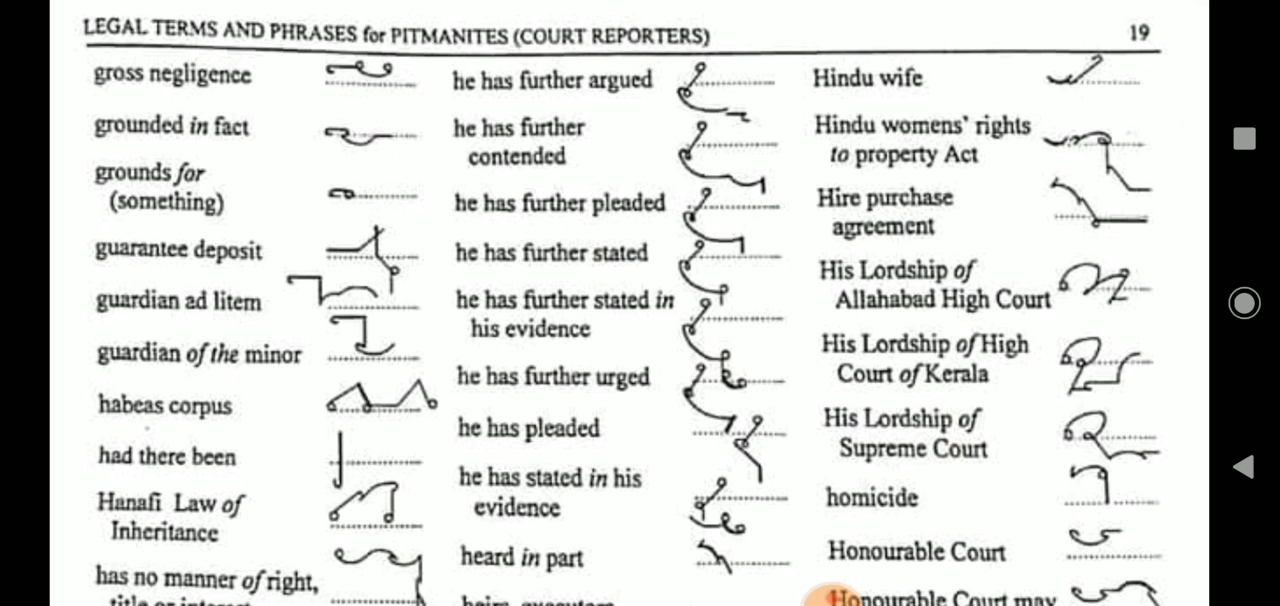 LEGAL TERMS AND PHRASES for PITMANITES (COURT REPORTERS) 19
gross negligence
grounded in fact
grounds for
(something)
guarantee deposit
guardian ad litem
guardian of the minor
habeas corpus
had there been
Hanafi Law of
Inheritance
has no manner of right,
title or interest
he has further argued
he has further
contended
he has further pleaded
he has further stated
he has further stated in
his evidence
he has further urged
he has pleaded
he has stated in his
evidence
heard in part
Hindu wife
Hindu womens' rights
to property Act
Hire purchase
agreement
His Lordship of
Allahabad High Court
His Lordship of High
Court of Kerala
His Lordship of
Supreme Court
homicide
Honourable Court
Honourable Court may